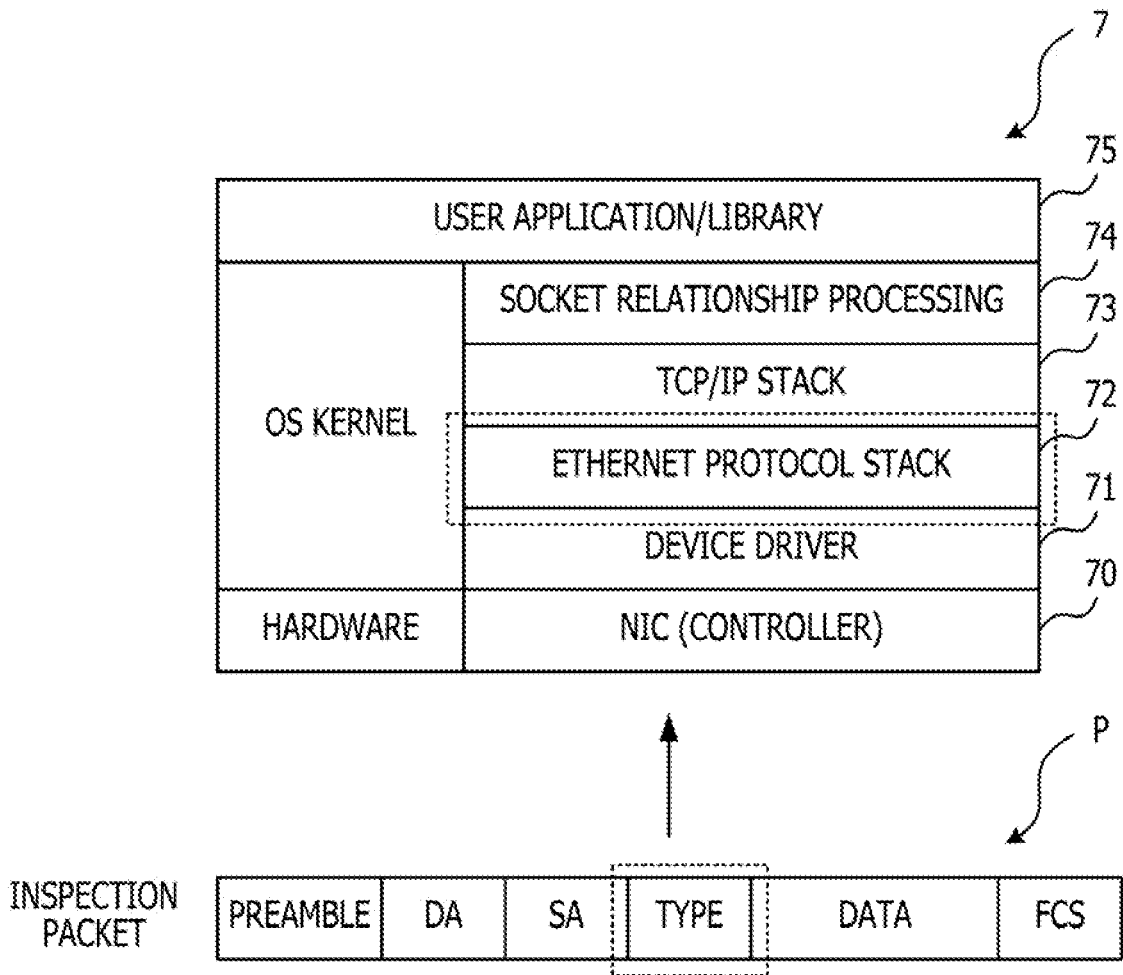 7
75
USER APPLICATION/LIBRARY
74
SOCKET RELATIONSHIP PROCESSING
73
TCP/IP STACK
72
OS KERNEL
ETHERNET PROTOCOL STACK
71
DEVICE DRIVER
70
HARDWARE
NIC (CONTROLLER)
P
INSPECTION
PACKET
PREAMBLE
DA
SA
TYPE
DATA
FCS